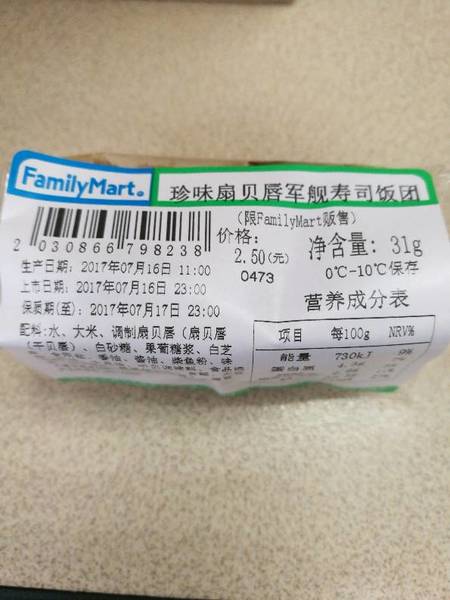 FamilyMart
珍味扇贝唇军舰寿司饭团
(限FamilyMart贩售)
2 030866 798238
价格:
2.50(元)
0473
净含量: 31g
0℃-10℃保存
生产日期: 2017年07月16日 11:00
上市日期: 2017年07月16日 23:00
保质期(至): 2017年07月17日 23:00
配料:水、大米、调制扇贝唇(扇贝唇
(干贝唇)、白砂糖、果葡糖浆、白芝
营养成分表
项目 每100g NRV%
能量 730kJ 9%
蛋白质